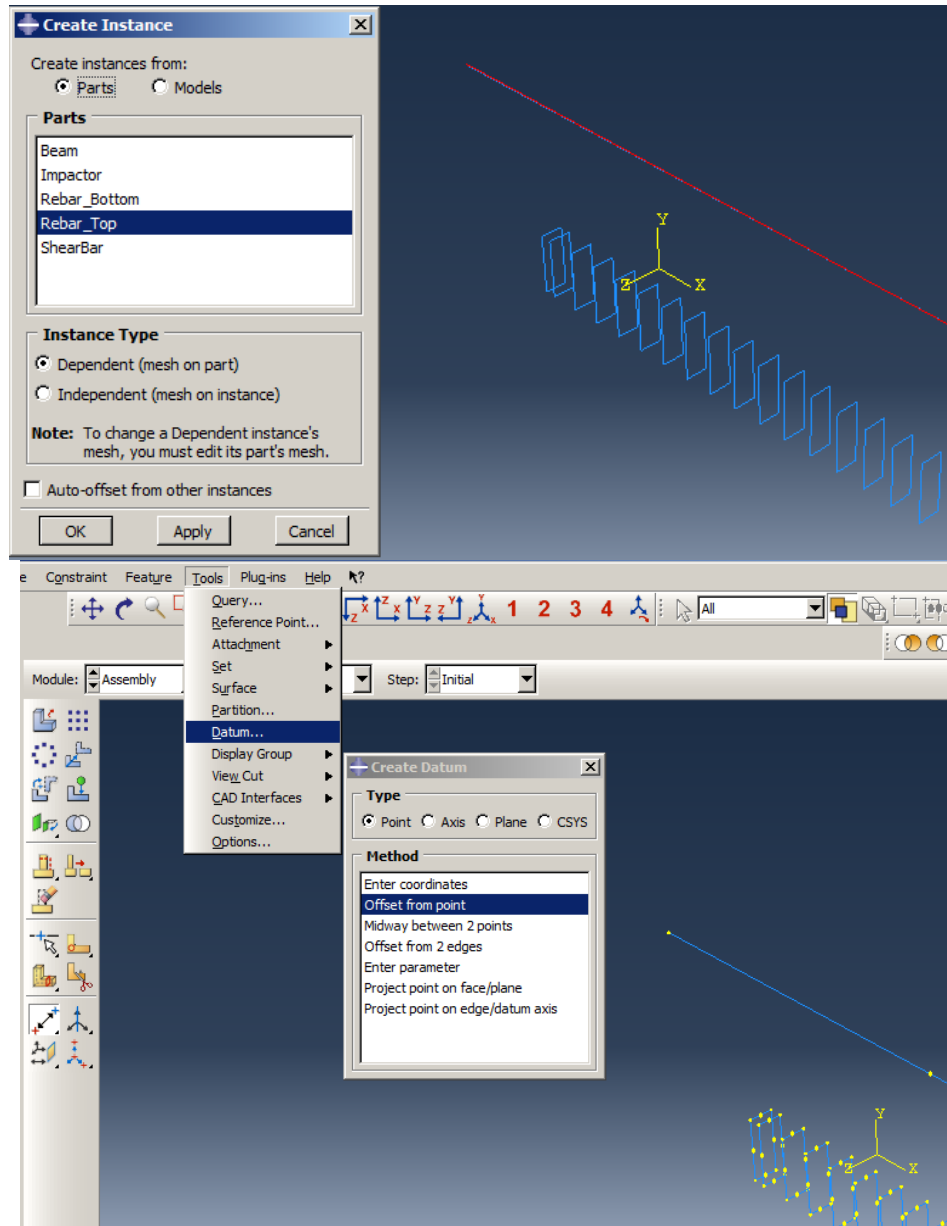 Create Instance
Create instances from:
Parts Models
Parts
Beam
Impactor
Rebar_Bottom
Rebar_Top
ShearBar
Instance Type
Dependent (mesh on part)
Independent (mesh on instance)
Note: To change a Dependent instance's
mesh, you must edit its part's mesh.
Auto-offset from other instances
OK Apply Cancel
Y
Z X
e Constraint Feature Tools Plug-ins Help ?
Query...
Reference Point...
Attachment
Set
Surface
Partition...
Datum...
Display Group
View Cut
CAD Interfaces
Customize...
Options...
1 2 3 4 All
Module: Assembly Step: Initial
Create Datum
Type
Point Axis Plane CSYS
Method
Enter coordinates
Offset from point
Midway between 2 points
Offset from 2 edges
Enter parameter
Project point on face/plane
Project point on edge/datum axis
Y
Z X